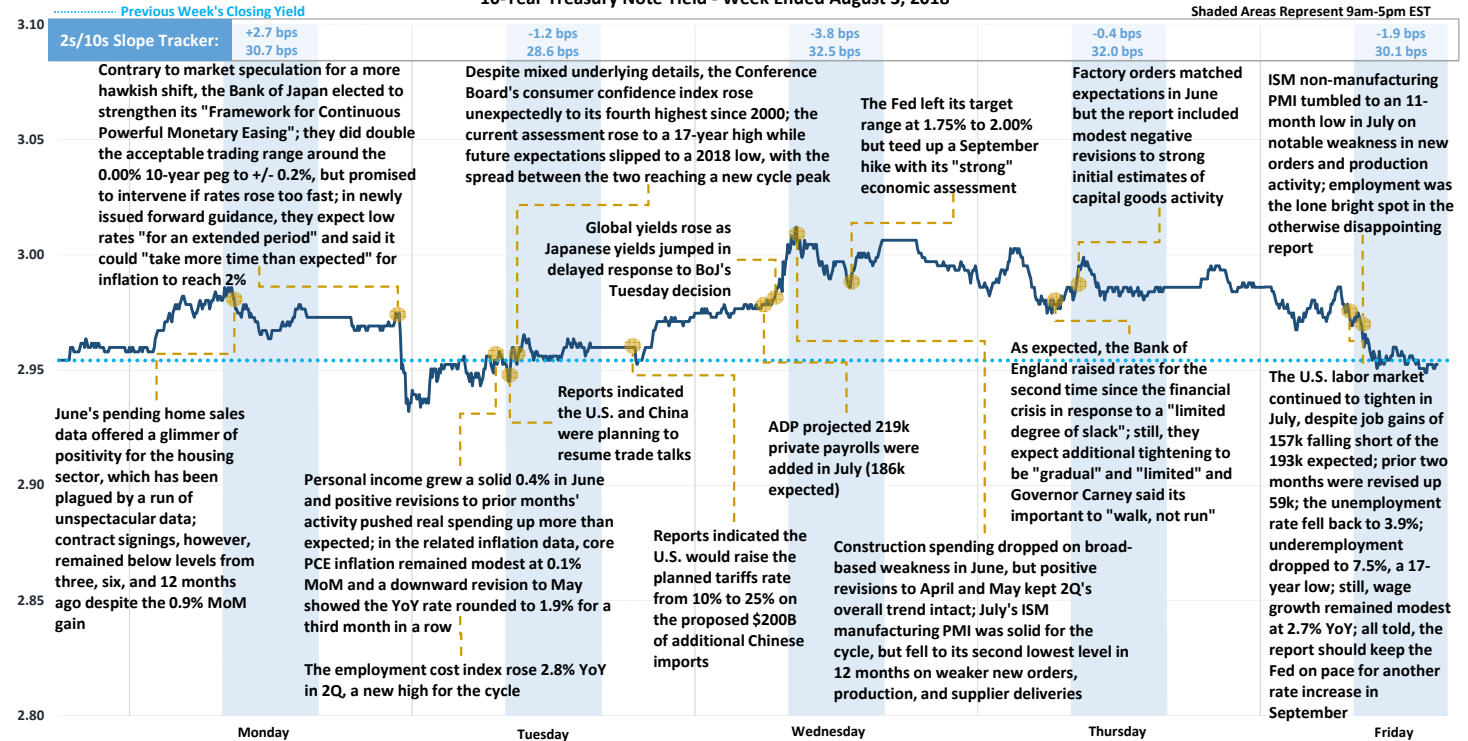 10-Year Treasury Note Yield - Week Ended August 3, 2018
Previous Week's Closing Yield
Shaded Areas Represent 9am-5pm EST
2s/10s Slope Tracker:
+2.7 bps
30.7 bps
-1.2 bps
28.6 bps
-3.8 bps
32.5 bps
-0.4 bps
32.0 bps
-1.9 bps
30.1 bps
3.10
3.05
3.00
2.95
2.90
2.85
2.80
Contrary to market speculation for a more
hawkish shift, the Bank of Japan elected to
strengthen its "Framework for Continuous
Powerful Monetary Easing"; they did double
the acceptable trading range around the
0.00% 10-year peg to +/- 0.2%, but promised
to intervene if rates rose too fast; in newly
issued forward guidance, they expect low
rates "for an extended period" and said it
could "take more time than expected" for
inflation to reach 2%
Despite mixed underlying details, the Conference
Board's consumer confidence index rose
unexpectedly to its fourth highest since 2000; the
current assessment rose to a 17-year high while
future expectations slipped to a 2018 low, with the
spread between the two reaching a new cycle peak
Global yields rose as
Japanese yields jumped in
delayed response to BoJ's
Tuesday decision
The Fed left its target
range at 1.75% to 2.00%
but teed up a September
hike with its "strong"
economic assessment
Factory orders matched
expectations in June
but the report included
modest negative
revisions to strong
initial estimates of
capital goods activity
ISM non-manufacturing
PMI tumbled to an 11-
month low in July on
notable weakness in new
orders and production
activity; employment was
the lone bright spot in the
otherwise disappointing
report
June's pending home sales
data offered a glimmer of
positivity for the housing
sector, which has been
plagued by a run of
unspectacular data;
contract signings, however,
remained below levels from
three, six, and 12 months
ago despite the 0.9% MoM
gain
Personal income grew a solid 0.4% in June
and positive revisions to prior months'
activity pushed real spending up more than
expected; in the related inflation data, core
PCE inflation remained modest at 0.1%
MoM and a downward revision to May
showed the YoY rate rounded to 1.9% for a
third month in a row
The employment cost index rose 2.8% YoY
in 2Q, a new high for the cycle
Reports indicated
the U.S. and China
were planning to
resume trade talks
Reports indicated the
U.S. would raise the
planned tariffs rate
from 10% to 25% on
the proposed $200B
of additional Chinese
imports
ADP projected 219k
private payrolls were
added in July (186k
expected)
Construction spending dropped on broad-
based weakness in June, but positive
revisions to April and May kept 2Q's
overall trend intact; July's ISM
manufacturing PMI was solid for the
cycle, but fell to its second lowest level in
12 months on weaker new orders,
production, and supplier deliveries
As expected, the Bank of
England raised rates for the
second time since the financial
crisis in response to a "limited
degree of slack"; still, they
expect additional tightening to
be "gradual" and "limited" and
Governor Carney said its
important to "walk, not run"
The U.S. labor market
continued to tighten in
July, despite job gains of
157k falling short of the
193k expected; prior two
months were revised up
59k; the unemployment
rate fell back to 3.9%;
underemployment
dropped to 7.5%, a 17-
year low; still, wage
growth remained modest
at 2.7% YoY; all told, the
report should keep the
Fed on pace for another
rate increase in
September
Monday
Tuesday
Wednesday
Thursday
Friday